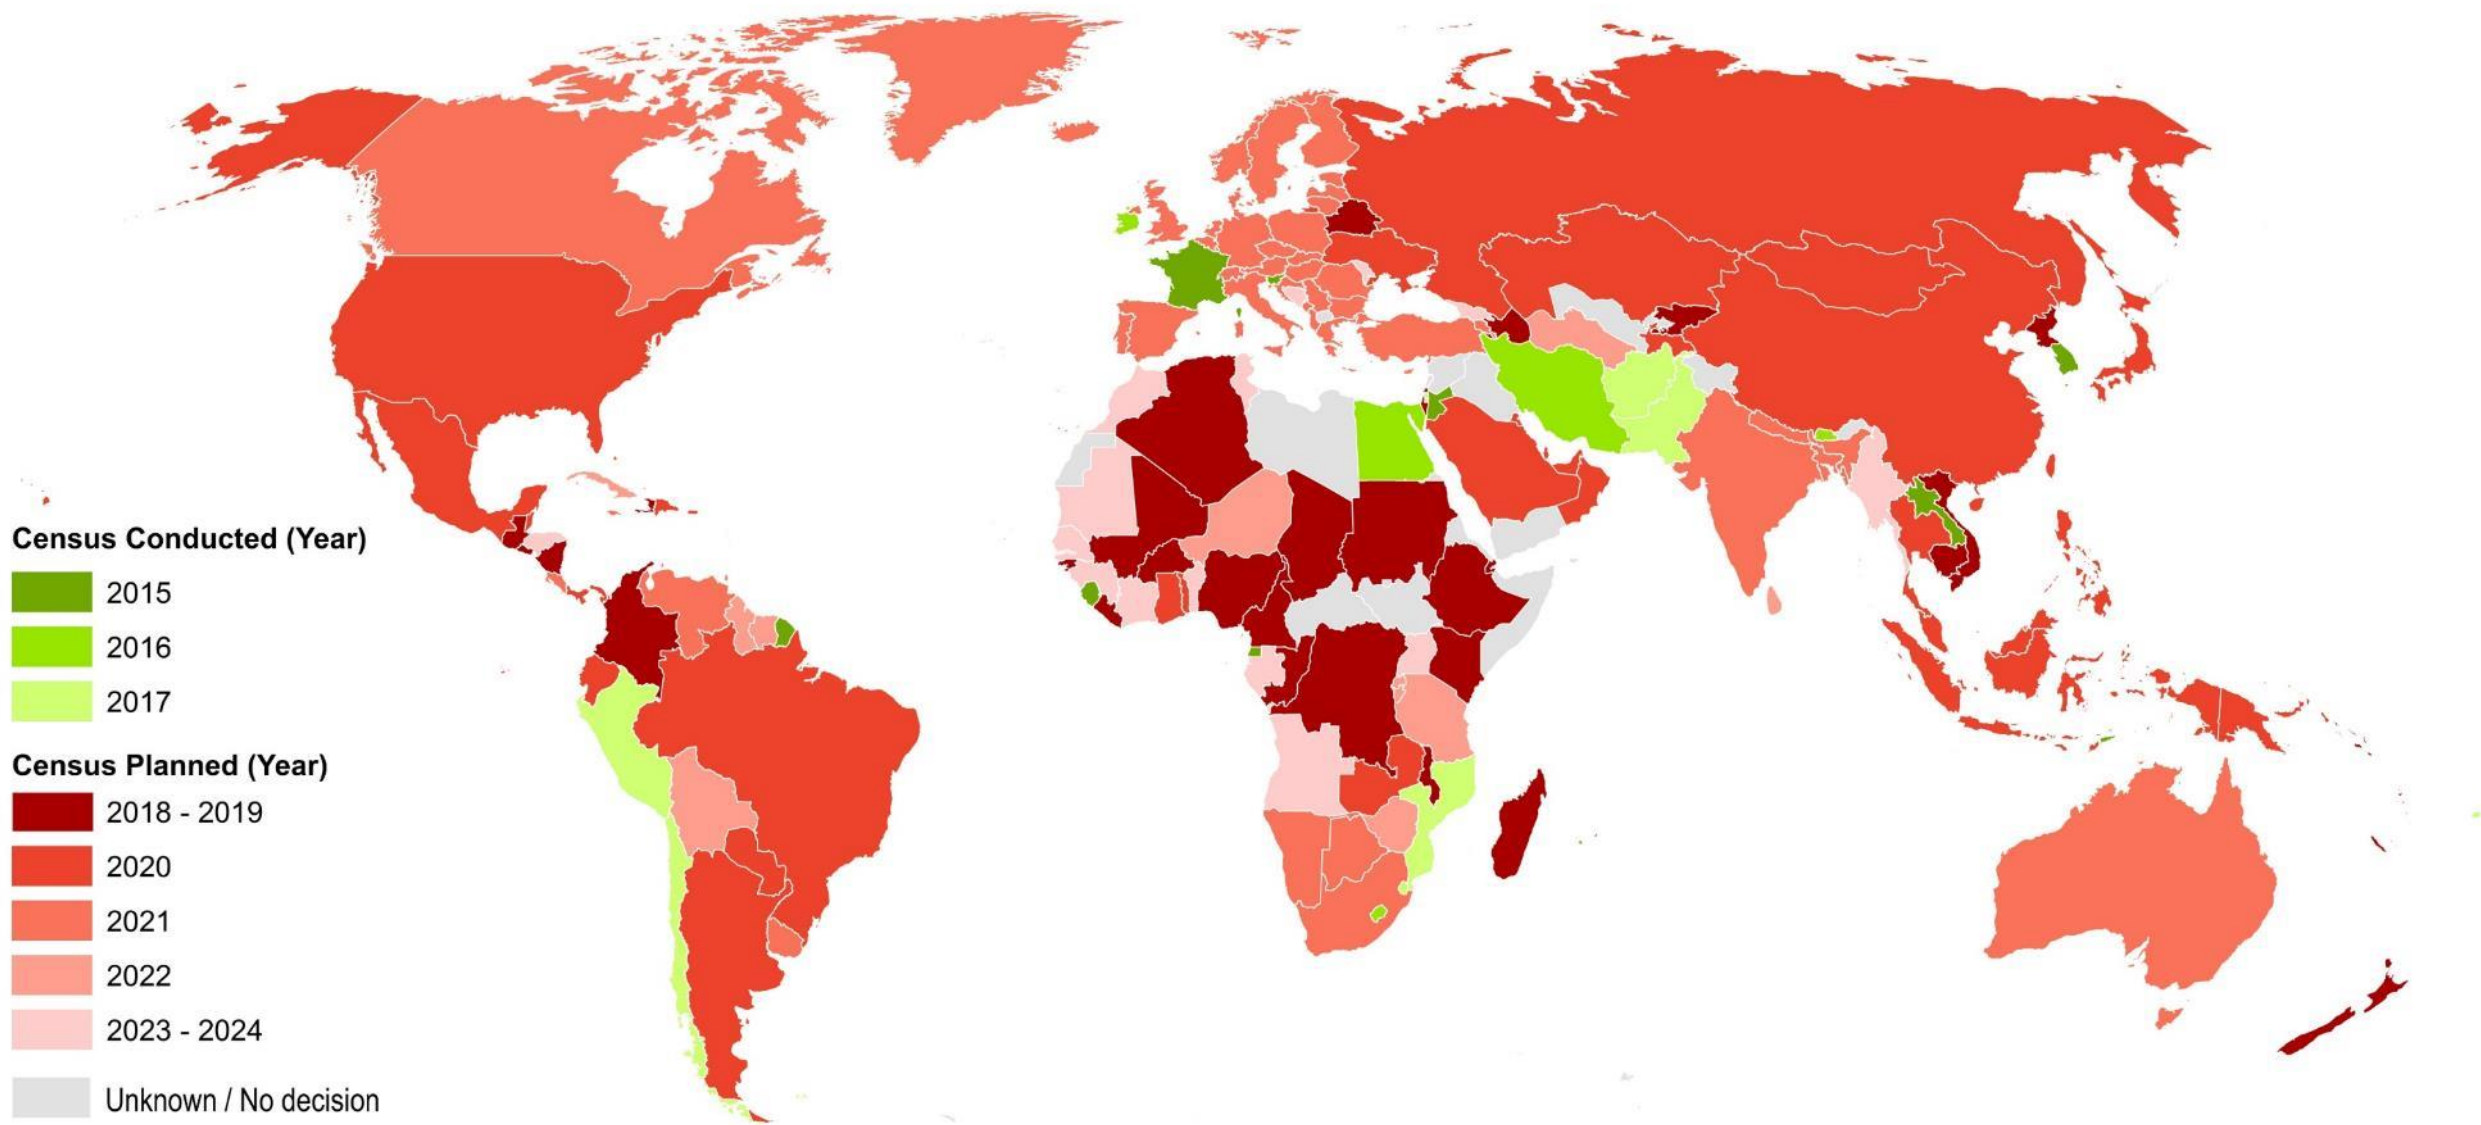 Census Conducted (Year)
2015
2016
2017
Census Planned (Year)
2018 - 2019
2020
2021
2022
2023 - 2024
Unknown / No decision